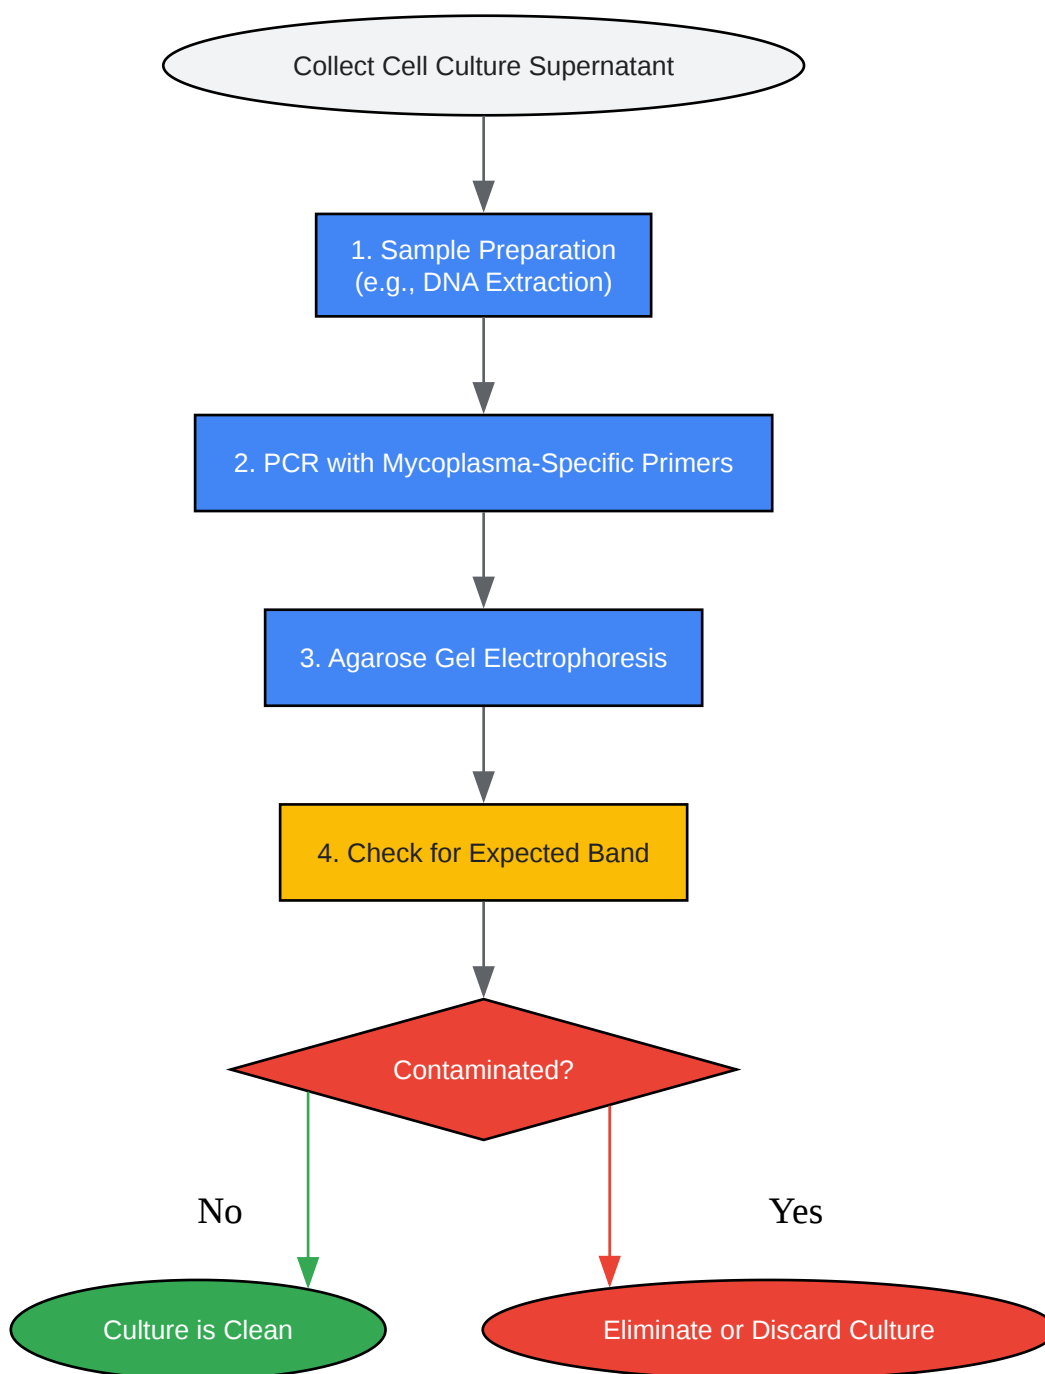 Collect Cell Culture Supernatant
1. Sample Preparation
(e.g., DNA Extraction)
2. PCR with Mycoplasma-Specific Primers
3. Agarose Gel Electrophoresis
4. Check for Expected Band
Contaminated?
No
Yes
Culture is Clean
Eliminate or Discard Culture